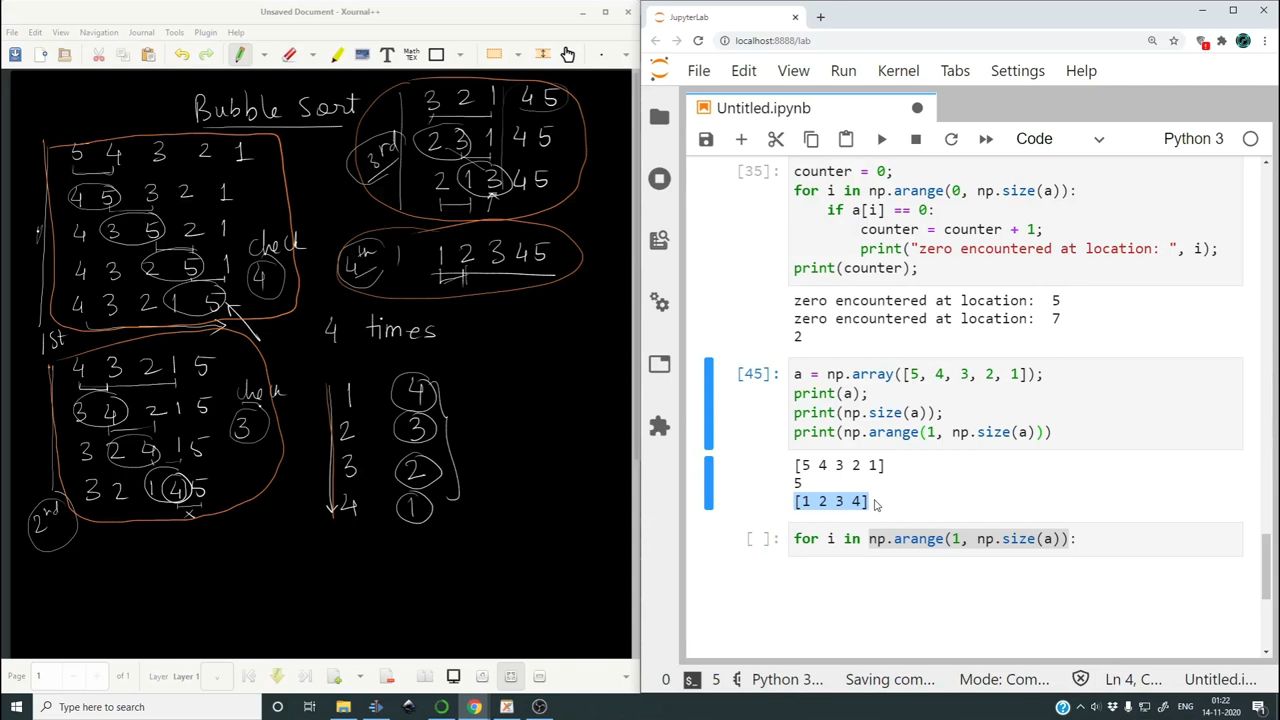 Unsaved Document - Xournal++
File Edit View Navigation Journal Tools Plugin Help
Bubble Sort
5 4 3 2 1
4 5 3 2 1
4 3 5 2 1
4 3 2 5 1
4 3 2 1 5
check
4
1st
4 3 2 1 5
3 4 2 1 5
3 2 4 1 5
3 2 1 4 5
check
3
2nd
3 2 1 4 5
2 3 1 4 5
2 1 3 4 5
3rd
4th
1 2 3 4 5
4 times
1 4
2 3
3 2
4 1
Page 1 of 1 Layer Layer 1
JupyterLab
localhost:8888/lab
File Edit View Run Kernel Tabs Settings Help
Untitled.ipynb
Code Python 3
[35]: counter = 0;
for i in np.arange(0, np.size(a)):
if a[i] == 0:
counter = counter + 1;
print("zero encountered at location: ", i);
print(counter);
zero encountered at location: 5
zero encountered at location: 7
2
[45]: a = np.array([5, 4, 3, 2, 1]);
print(a);
print(np.size(a));
print(np.arange(1, np.size(a)))
[5 4 3 2 1]
5
[1 2 3 4]
[ ]: for i in np.arange(1, np.size(a)):
0 $_ 5 Python 3... Saving com... Mode: Com... Ln 4, C... Untitled.i...
Type here to search
01:22
14-11-2020